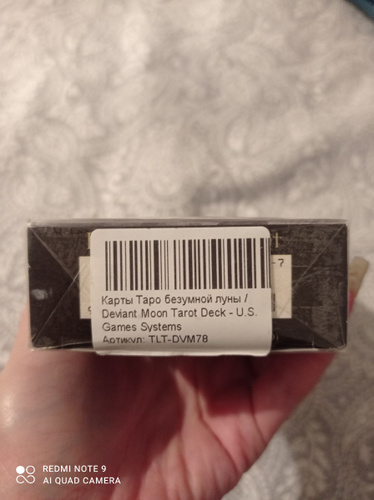 -7
Карты Таро безумной луны /
Deviant Moon Tarot Deck - U.S.
Games Systems
Артикул: TLT-DVM78
REDMI NOTE 9
AI QUAD CAMERA